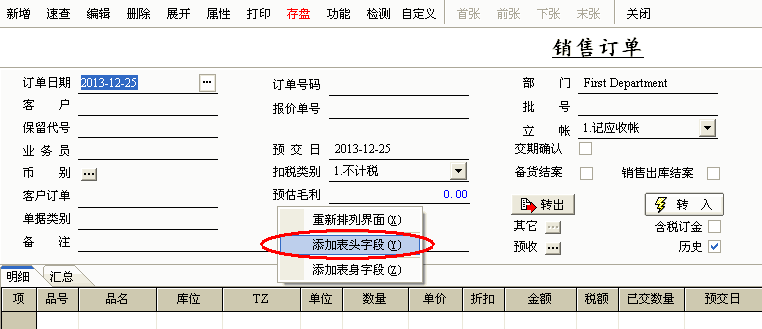 新增 速查 编辑 删除 展开 属性 打印 存盘 功能 检测 自定义 首张 前张 下张 末张 关闭
销售订单
订单日期 2013-12-25 ... 订单号码 部门 First Department
客户 报价单号 批号
保留代号 立帐 1.记应收帐
业务员 预交日 2013-12-25 交期确认
币别 ... 扣税类别 1.不计税 备货结案 销售出库结案
客户订单 预估毛利 0.00 转出 转入
单据类别 重新排列界面(X) 其它 ... 含税订金
备注 添加表头字段(Y) 预收 ... 历史
添加表身字段(Z)
明细 汇总
项 品号 品名 库位 TZ 单位 数量 单价 折扣 金额 税额 已交数量 预交日